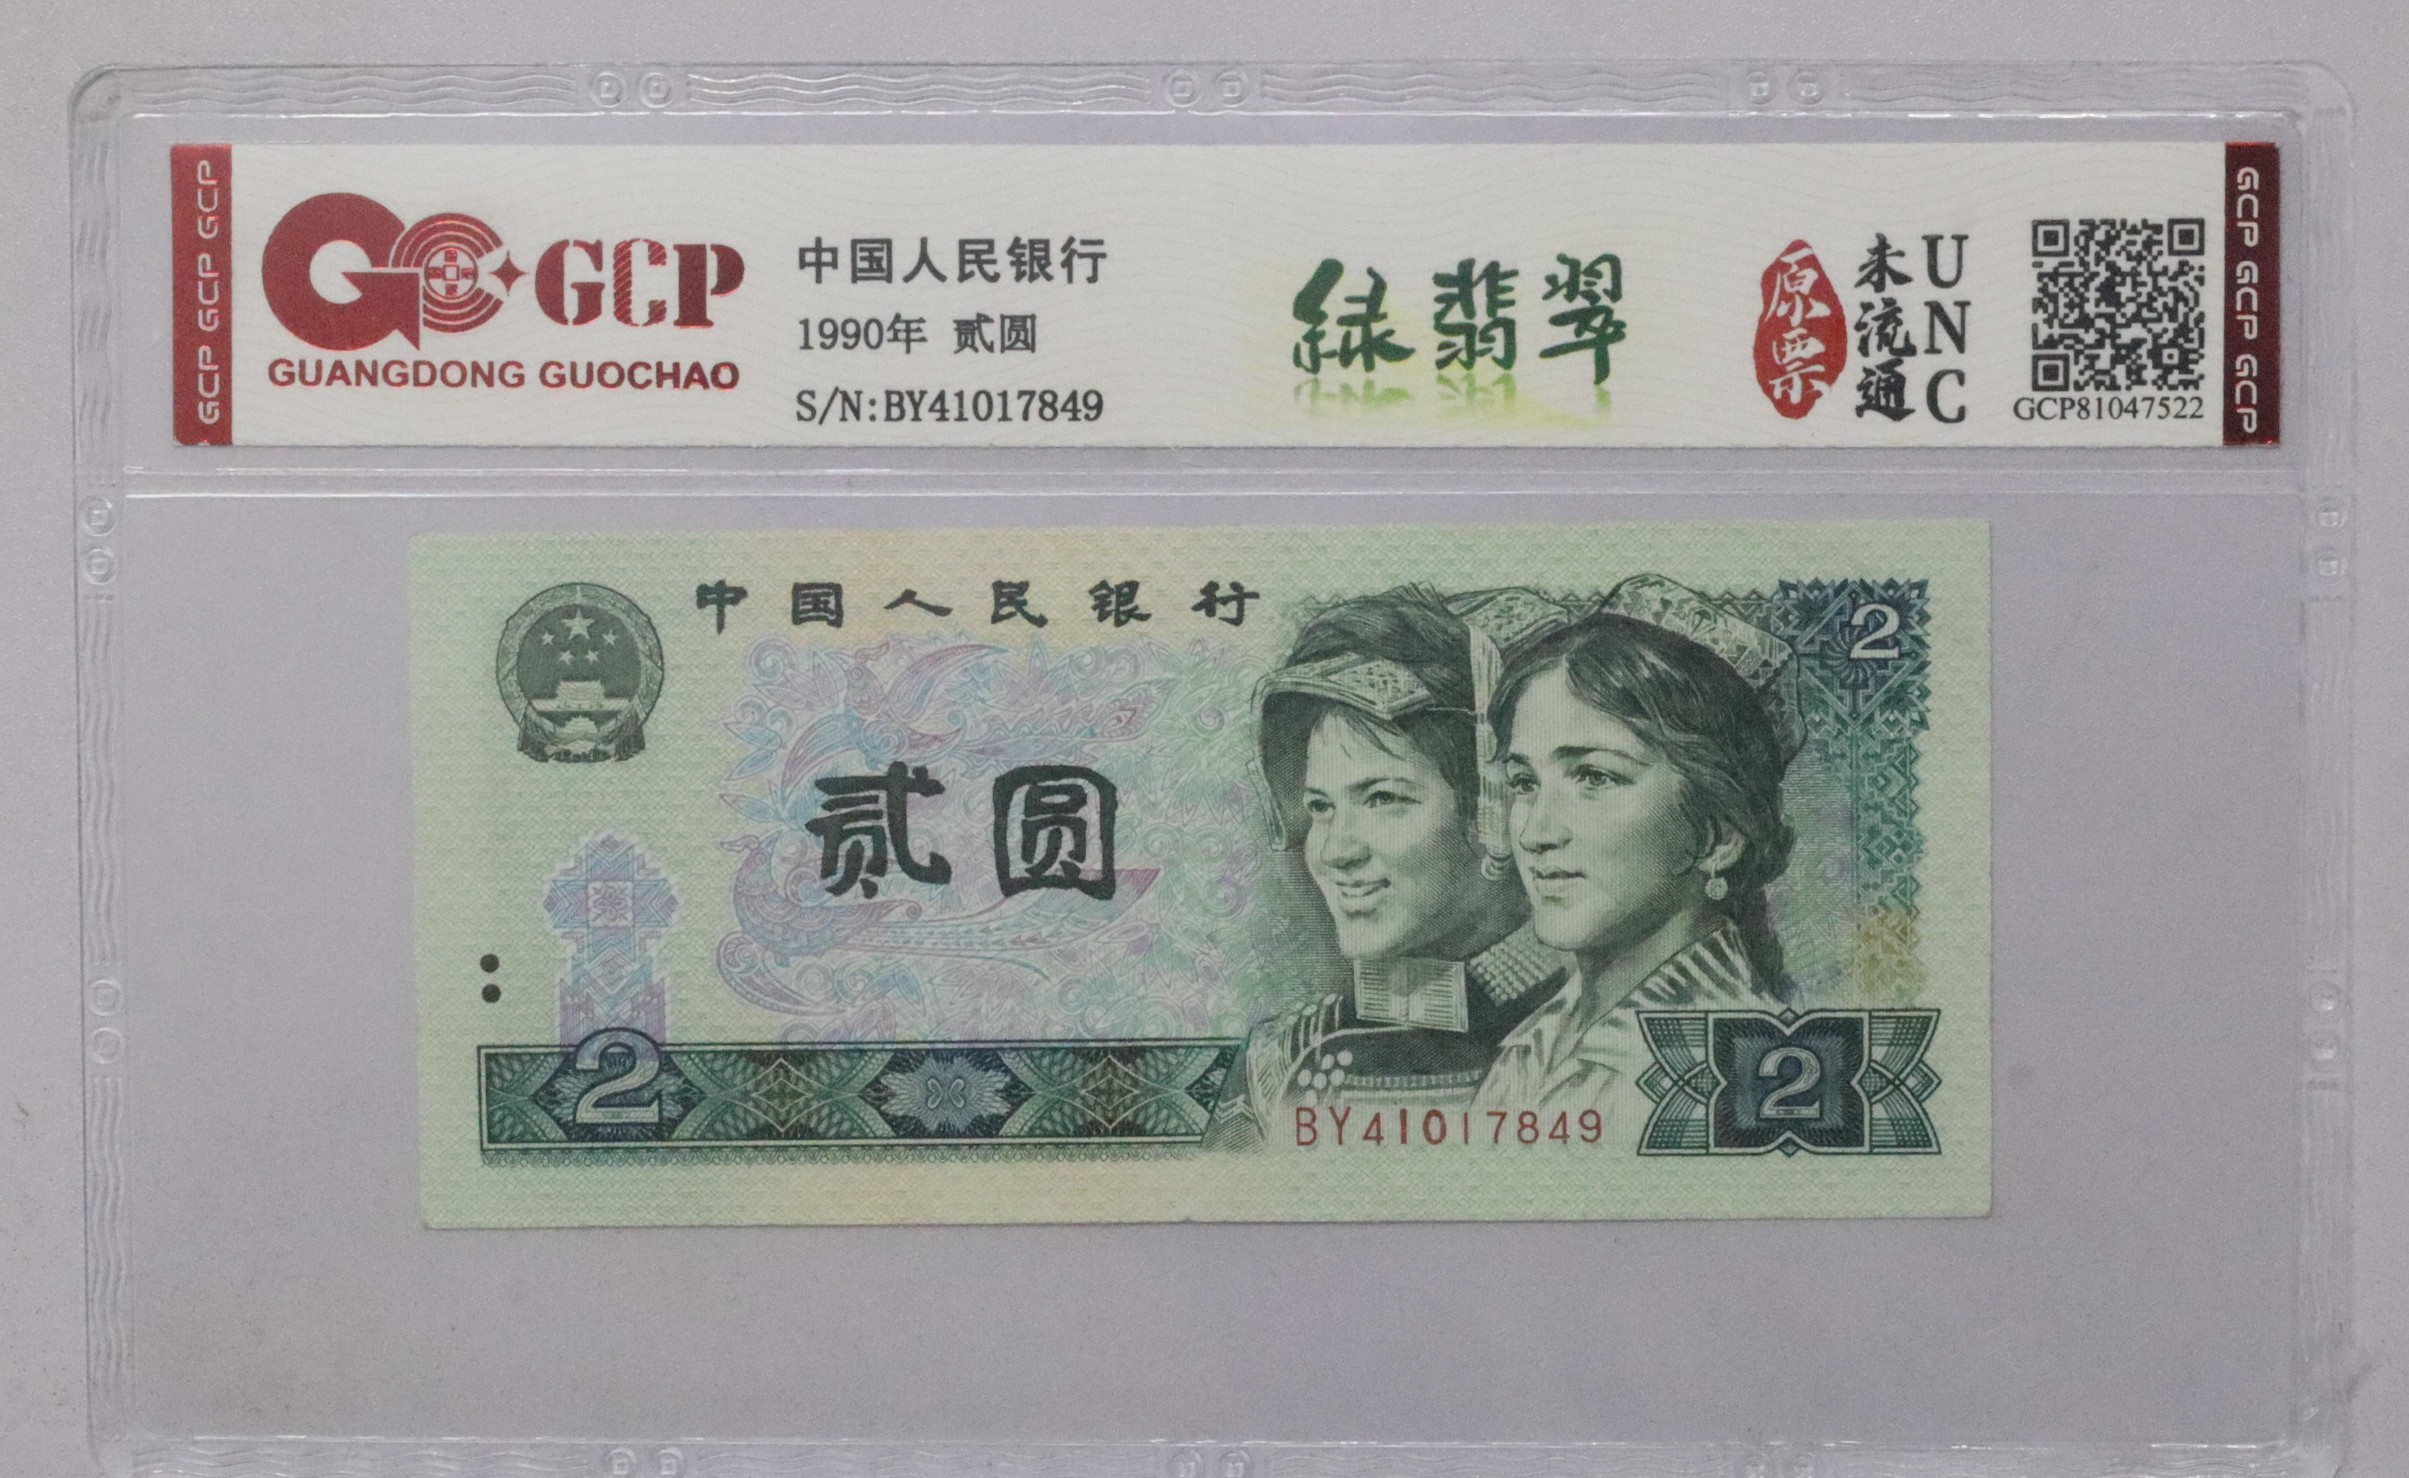 GCP GCP GCP
GCP
GUANGDONG GUOCHAO
中国人民银行
1990年 贰圆
S/N:BY41017849
绿翡翠
原票
未流通
UNC
GCP81047522
GCP GCP GCP
中国人民银行
2
贰圆
2
BY41017849
2